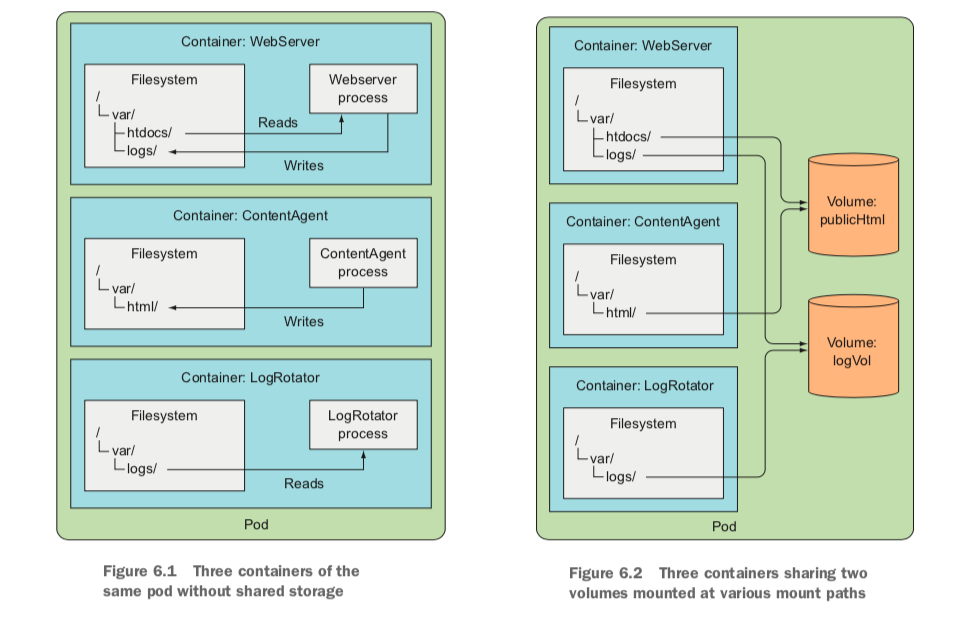 Container: WebServer
Filesystem
/
var/
htdocs/
logs/
Webserver
process
Reads
Writes
Container: ContentAgent
Filesystem
/
var/
html/
ContentAgent
process
Writes
Container: LogRotator
Filesystem
/
var/
logs/
LogRotator
process
Reads
Pod
Figure 6.1 Three containers of the
same pod without shared storage
Container: WebServer
Filesystem
/
var/
htdocs/
logs/
Container: ContentAgent
Filesystem
/
var/
html/
Container: LogRotator
Filesystem
/
var/
logs/
Volume:
publicHtml
Volume:
logVol
Pod
Figure 6.2 Three containers sharing two
volumes mounted at various mount paths